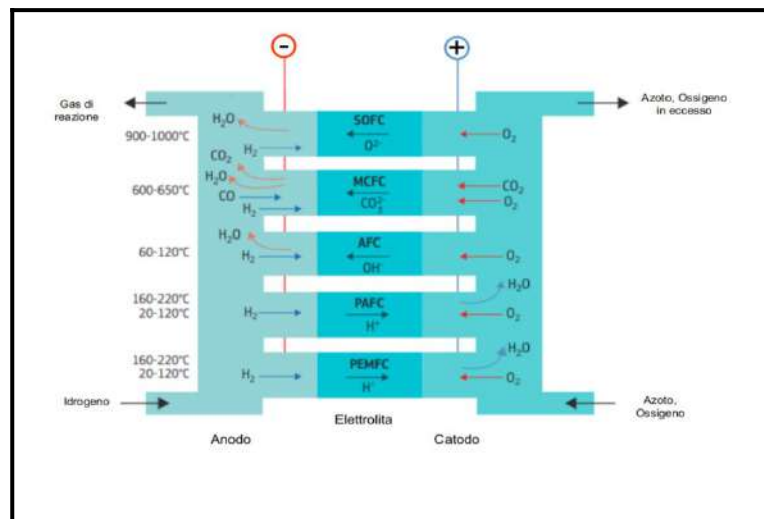 -
+
Gas di
reazione
Azoto, Ossigeno
in eccesso
900-1000℃
H₂O
H₂
SOFC
O²⁻
O₂
600-650℃
CO₂
H₂O
CO
H₂
MCFC
CO₃²⁻
CO₂
O₂
60-120℃
H₂O
H₂
AFC
OH⁻
O₂
160-220℃
20-120℃
H₂
PAFC
H⁺
H₂O
O₂
160-220℃
20-120℃
H₂
PEMFC
H⁺
H₂O
O₂
Idrogeno
Azoto,
Ossigeno
Anodo
Elettrolita
Catodo